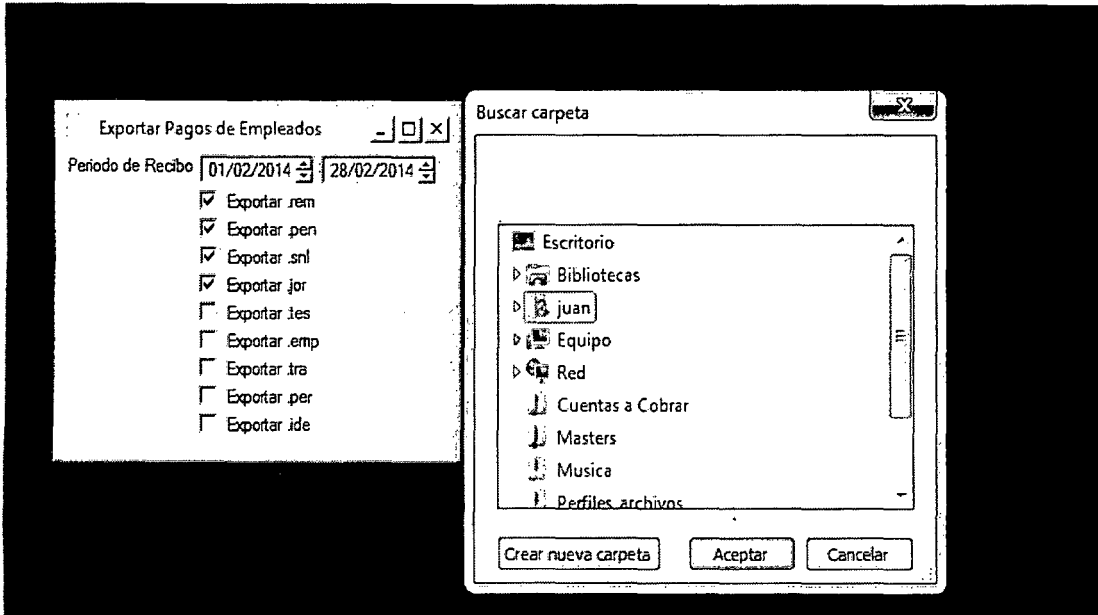 Exportar Pagos de Empleados
Periodo de Recibo 01/02/2014 28/02/2014
Exportar .rem
Exportar .pen
Exportar .snl
Exportar .jor
Exportar .tes
Exportar .emp
Exportar .tra
Exportar .per
Exportar .ide
Buscar carpeta
Escritorio
Bibliotecas
juan
Equipo
Red
Cuentas a Cobrar
Masters
Musica
Perfiles archivos
Crear nueva carpeta Aceptar Cancelar